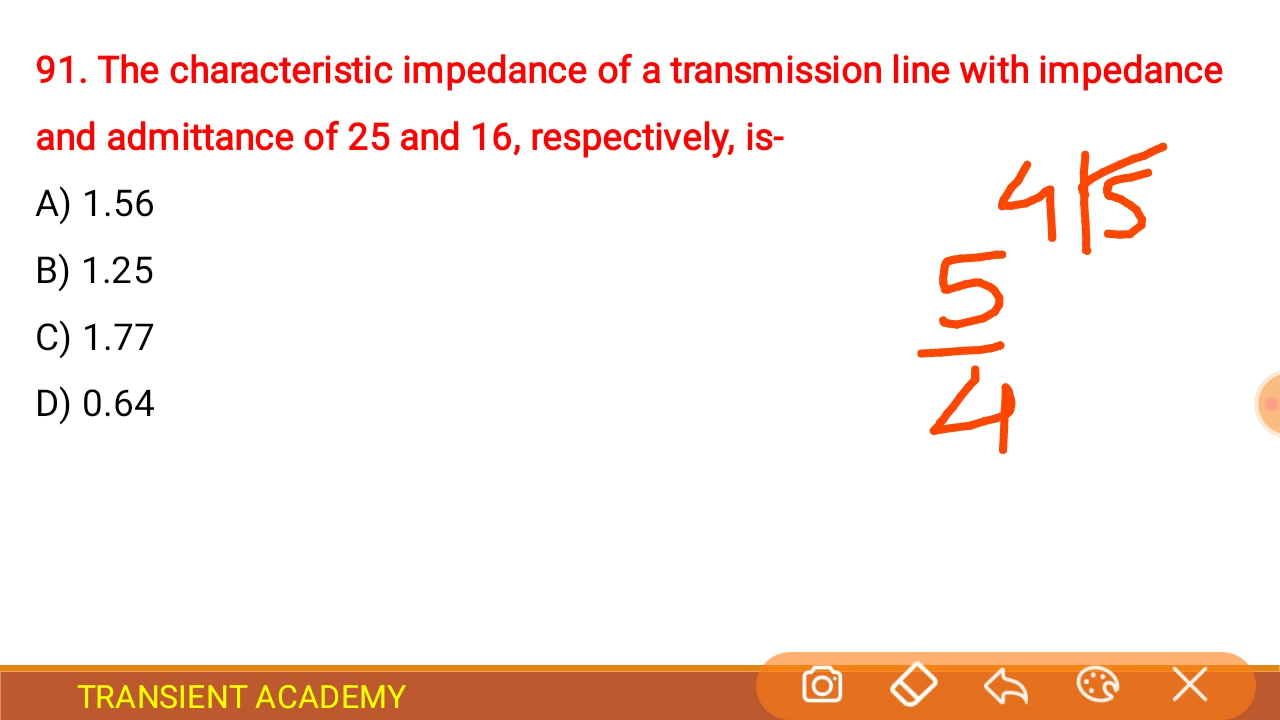 91. The characteristic impedance of a transmission line with impedance
and admittance of 25 and 16, respectively, is-
A) 1.56
B) 1.25
C) 1.77
D) 0.64
4 5
5
4
TRANSIENT ACADEMY